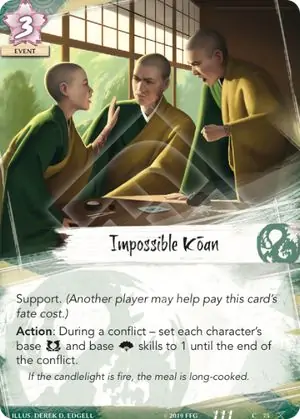 3
EVENT
Impossible Kōan
Support. (Another player may help pay this card's
fate cost.)
Action: During a conflict – set each character's
base and base skills to 1 until the end of
the conflict.
If the candlelight is fire, the meal is long-cooked.
ILLUS. DEREK D. EDGELL
© 2019 FFG
111